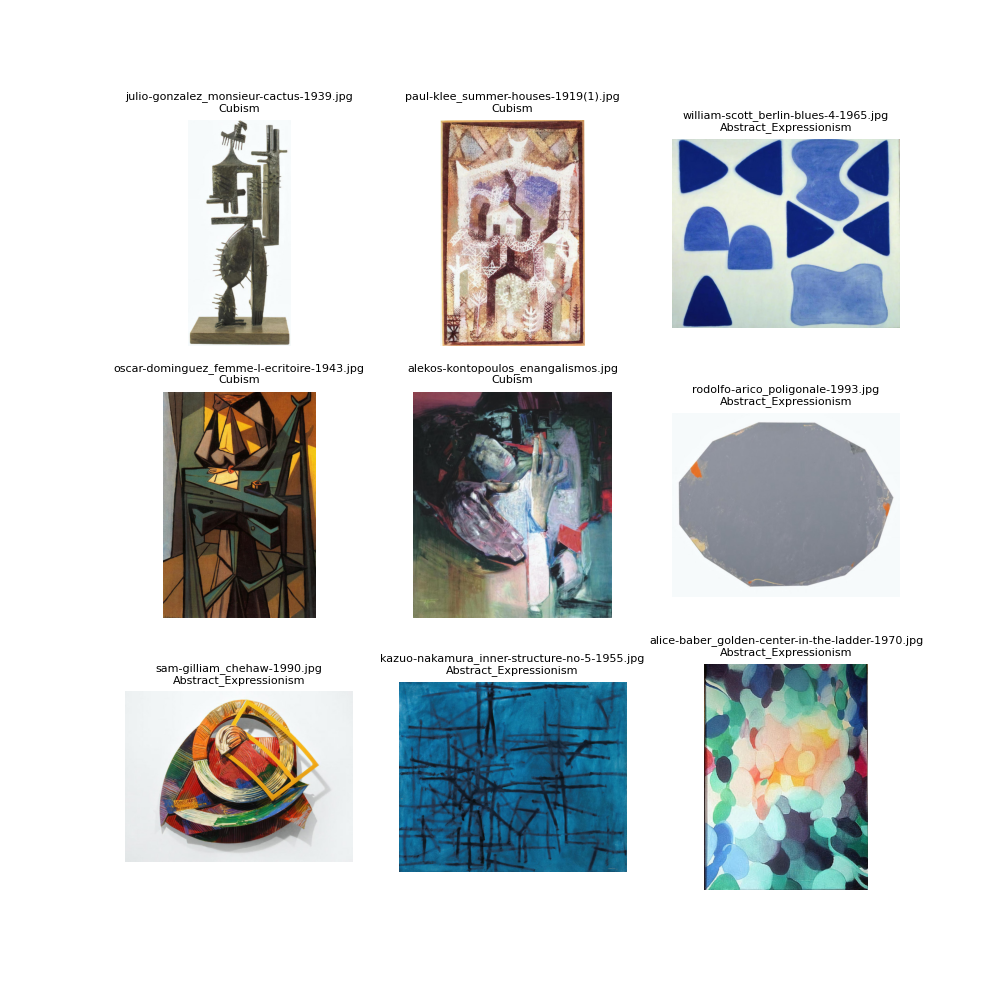 julio-gonzalez_monsieur-cactus-1939.jpg
Cubism
paul-klee_summer-houses-1919(1).jpg
Cubism
william-scott_berlin-blues-4-1965.jpg
Abstract_Expressionism
oscar-dominguez_femme-l-ecritoire-1943.jpg
Cubism
alekos-kontopoulos_enangalismos.jpg
Cubism
rodolfo-arico_poligonale-1993.jpg
Abstract_Expressionism
sam-gilliam_chehaw-1990.jpg
Abstract_Expressionism
kazuo-nakamura_inner-structure-no-5-1955.jpg
Abstract_Expressionism
alice-baber_golden-center-in-the-ladder-1970.jpg
Abstract_Expressionism